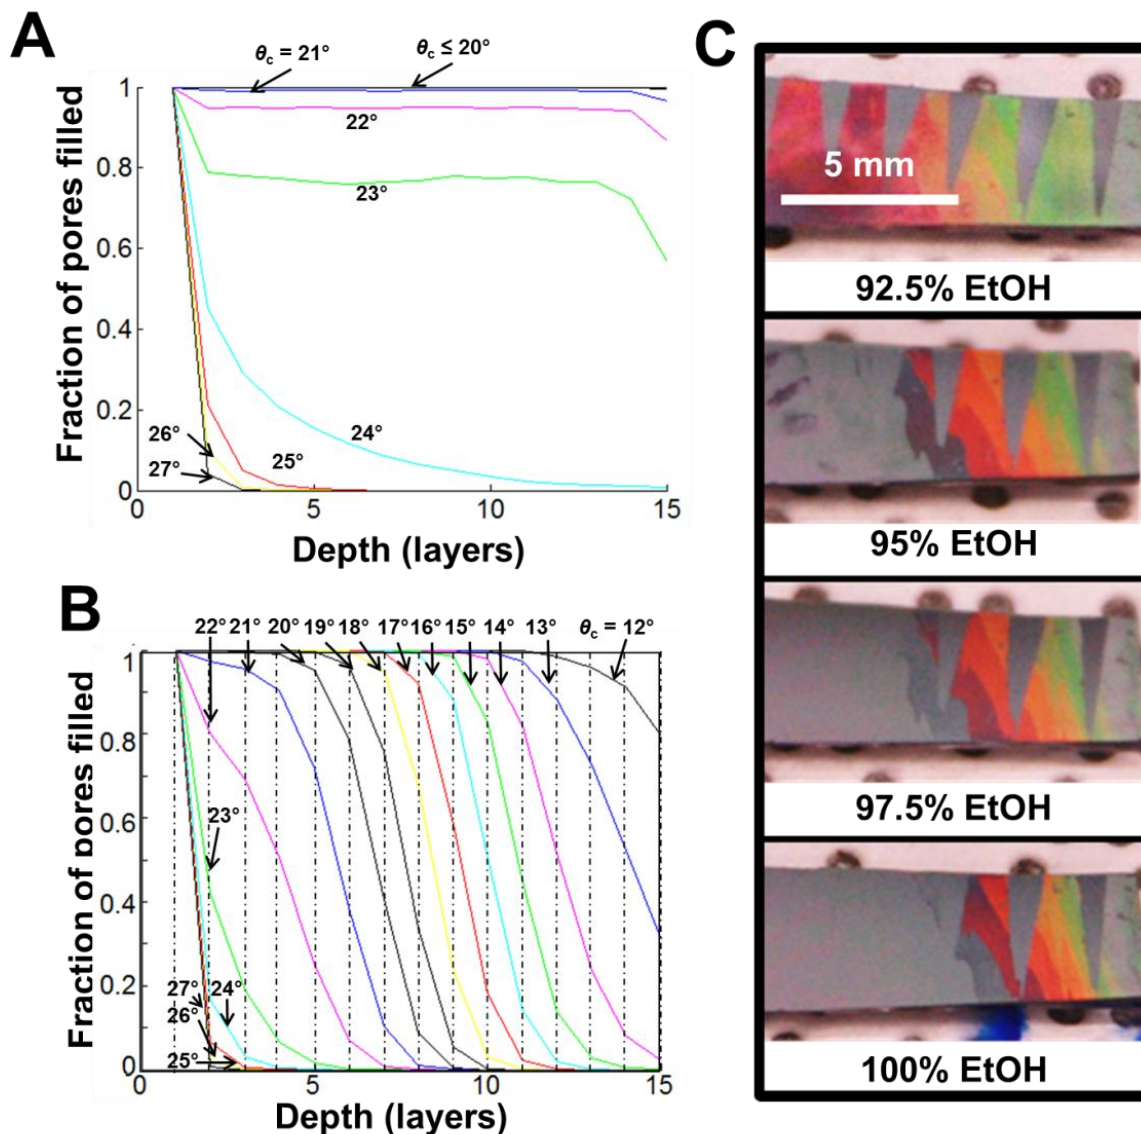 A
θc = 21°
θc ≤ 20°
1
22°
0.8
23°
0.6
0.4
24°
0.2
26°
25°
27°
0
0
5
10
15
Fraction of pores filled
Depth (layers)
B
22° 21° 20° 19° 18° 17° 16° 15° 14° 13° θc = 12°
1
0.8
23°
0.6
0.4
0.2
27° 24°
26°
25°
0
0
5
10
15
Fraction of pores filled
Depth (layers)
C
5 mm
92.5% EtOH
95% EtOH
97.5% EtOH
100% EtOH